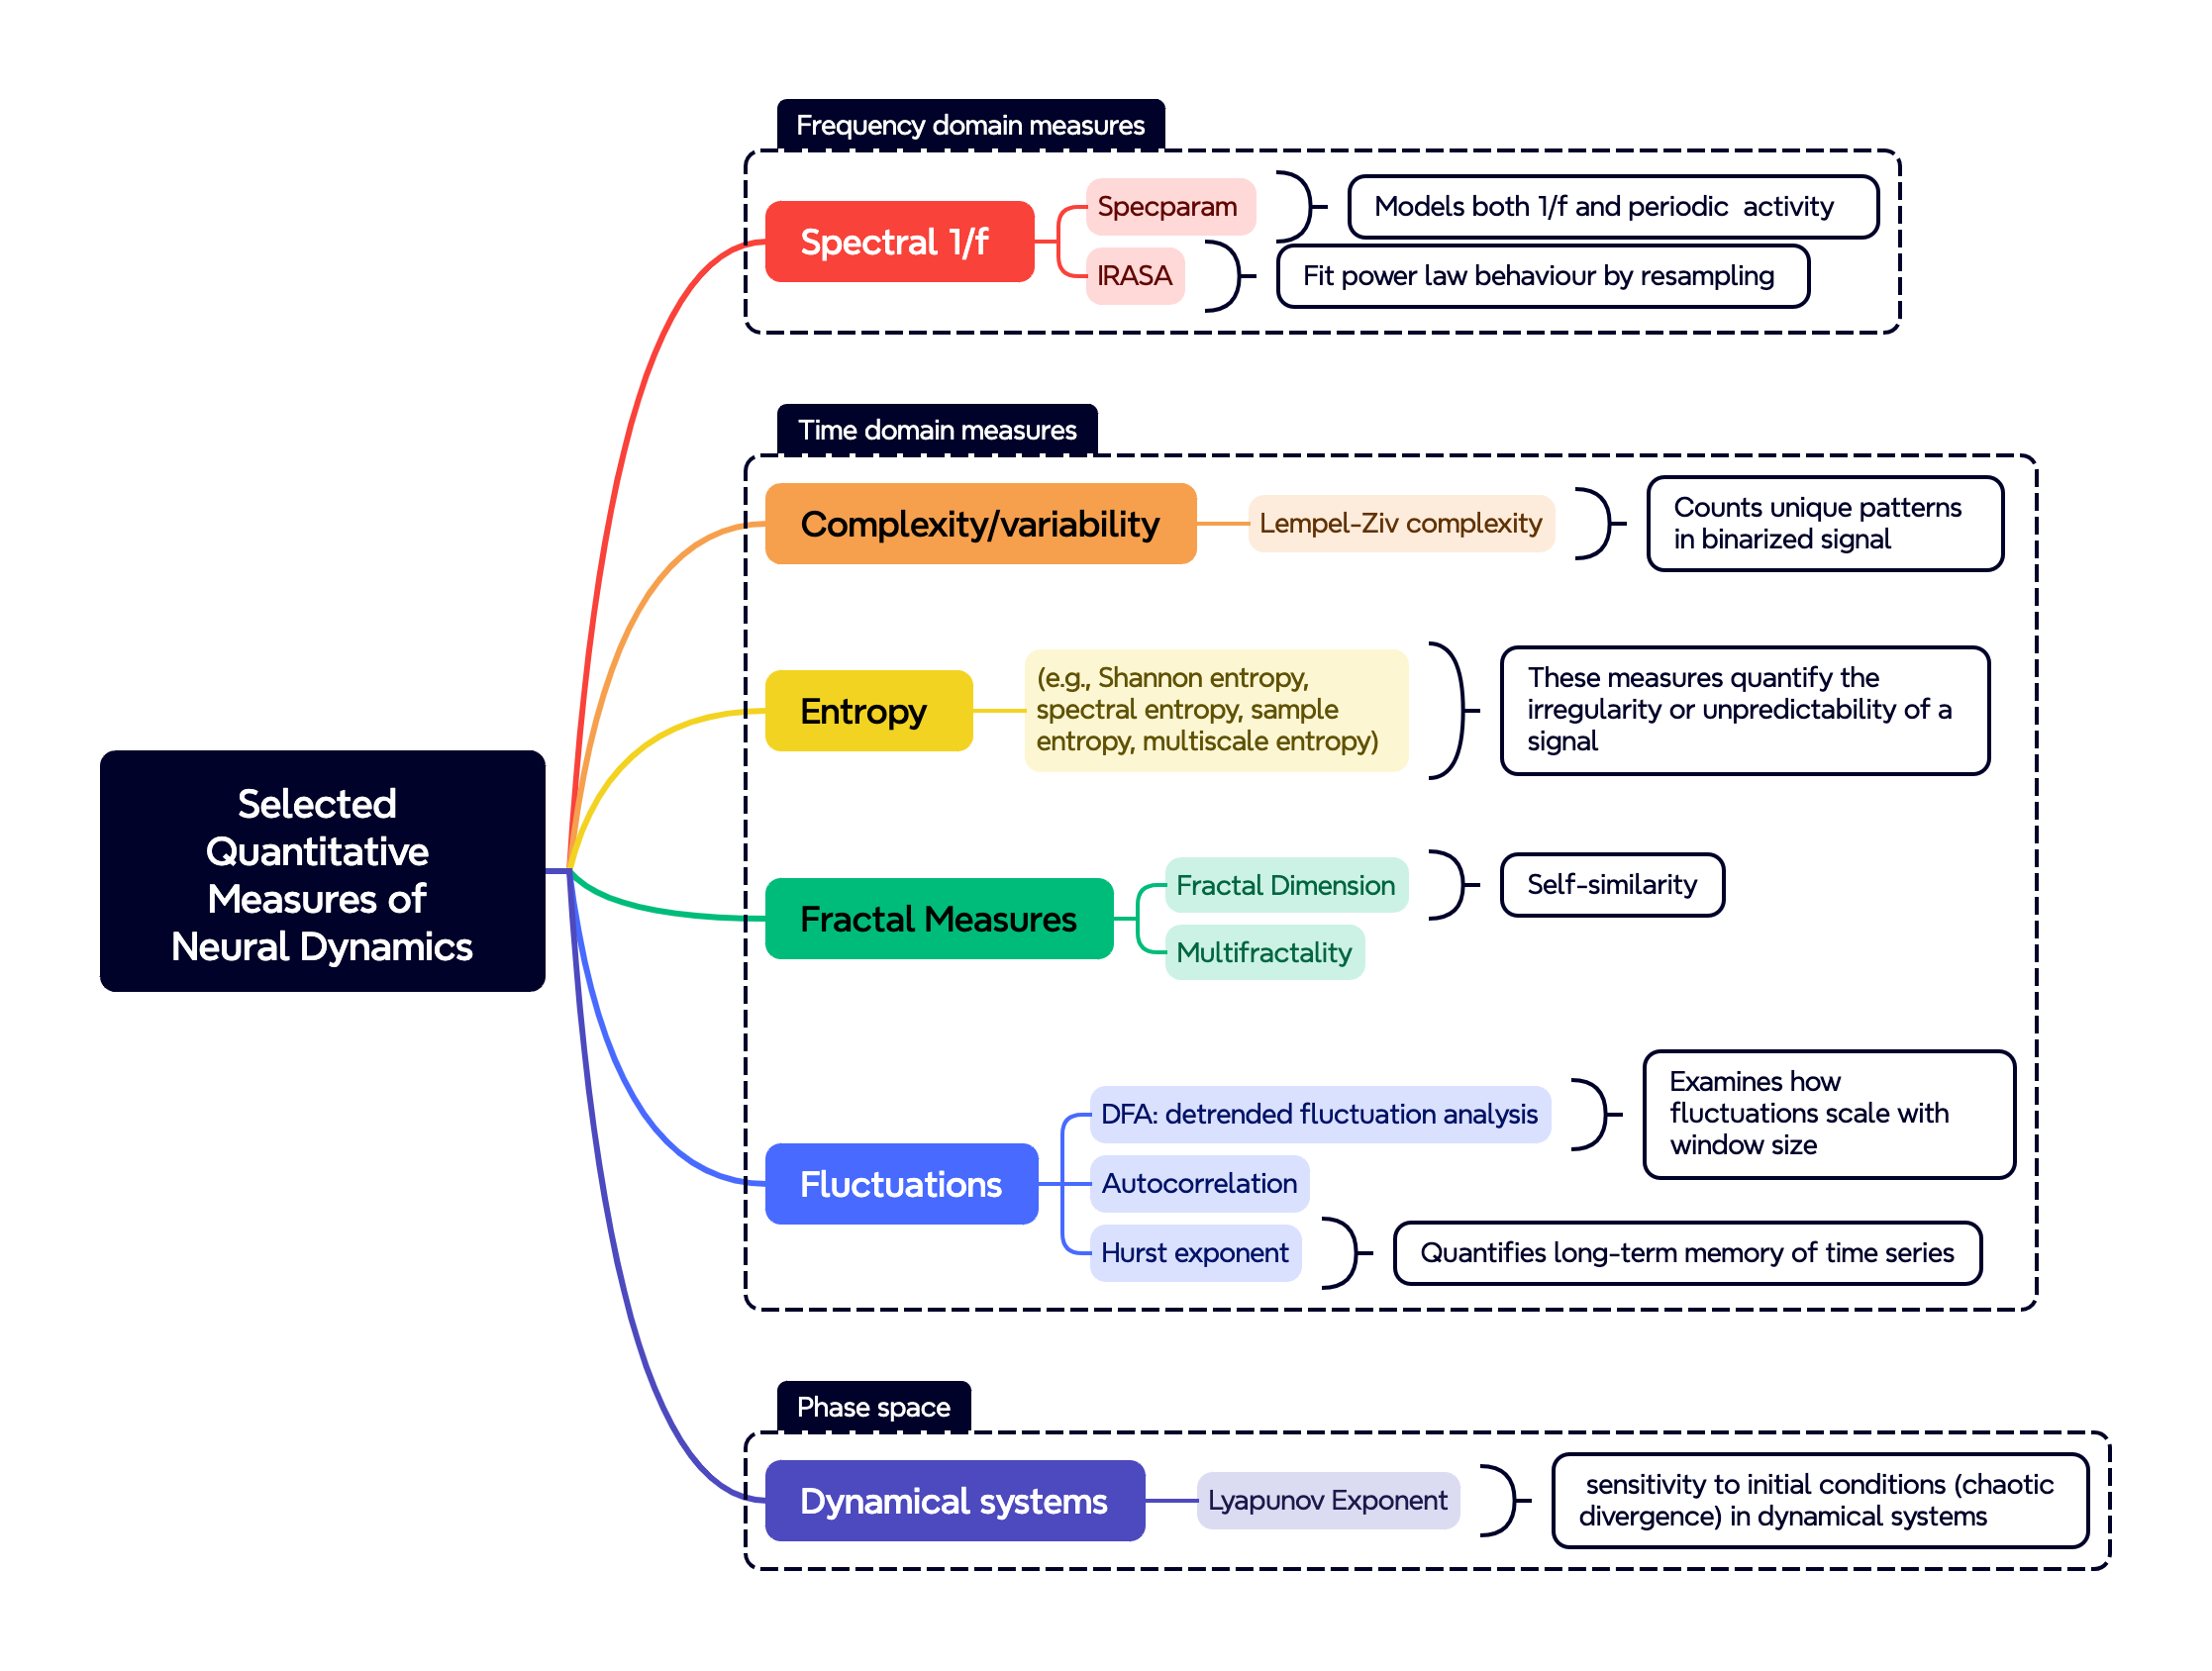 Selected
Quantitative
Measures of
Neural Dynamics
Frequency domain measures
Spectral 1/f
Specparam
Models both 1/f and periodic  activity
IRASA
Fit power law behaviour by resampling
Time domain measures
Complexity/variability
Lempel-Ziv complexity
Counts unique patterns
in binarized signal
Entropy
(e.g., Shannon entropy,
spectral entropy, sample
entropy, multiscale entropy)
These measures quantify the
irregularity or unpredictability of a
signal
Fractal Measures
Fractal Dimension
Self-similarity
Multifractality
Fluctuations
DFA: detrended fluctuation analysis
Examines how
fluctuations scale with
window size
Autocorrelation
Hurst exponent
Quantifies long-term memory of time series
Phase space
Dynamical systems
Lyapunov Exponent
sensitivity to initial conditions (chaotic
divergence) in dynamical systems